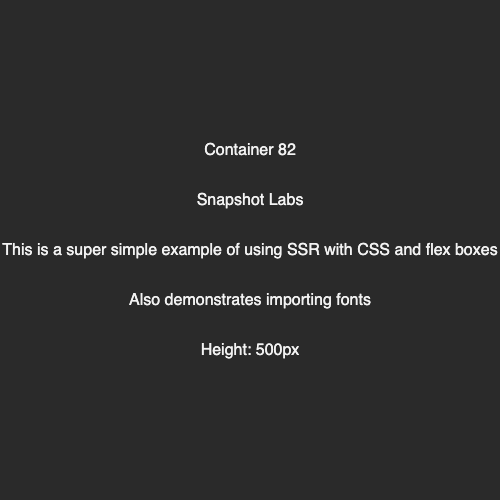 Container 82
Snapshot Labs
This is a super simple example of using SSR with CSS and flex boxes
Also demonstrates importing fonts
Height: 500px